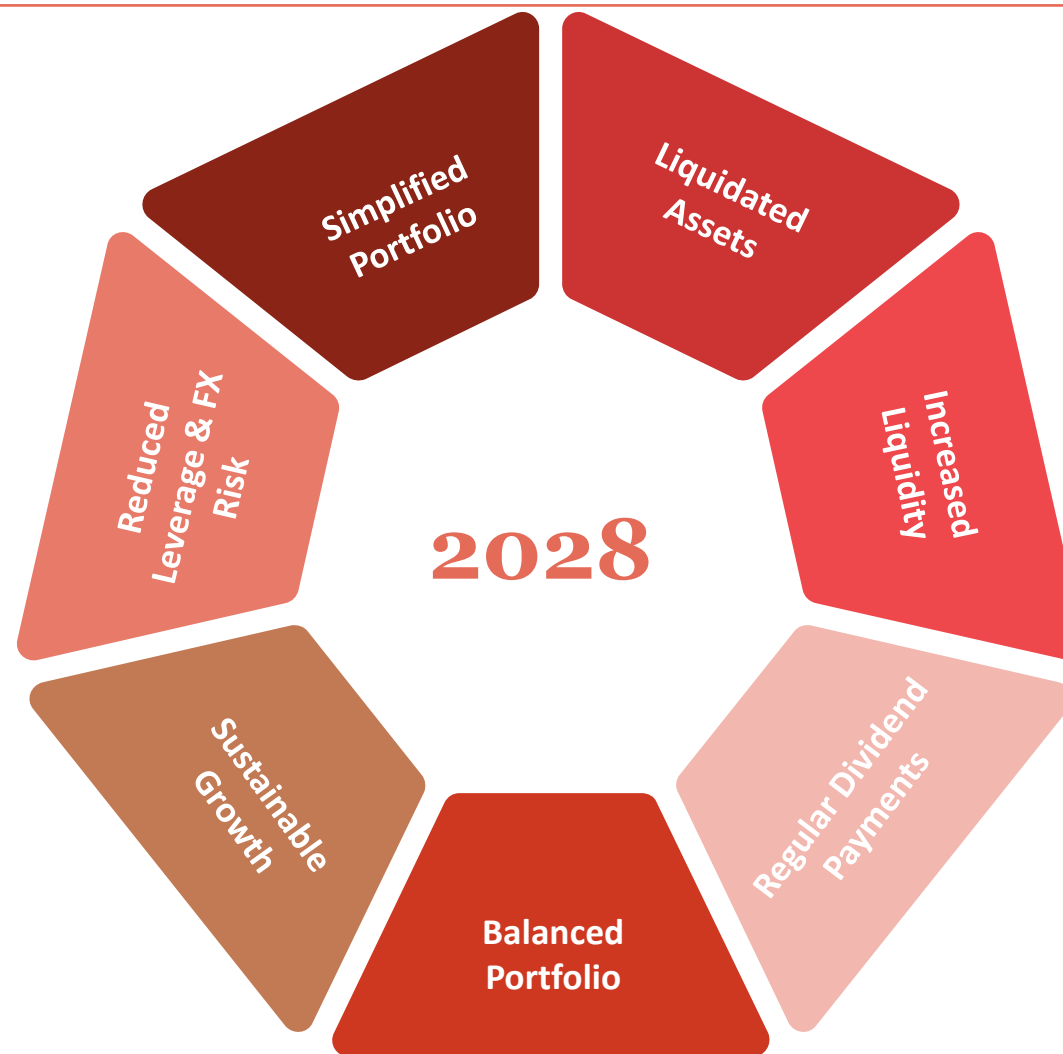 Simplified
Portfolio
Liquidated
Assets
Increased
Liquidity
Regular Dividend
Payments
Balanced
Portfolio
Sustainable
Growth
Reduced
Leverage & FX
Risk
2028